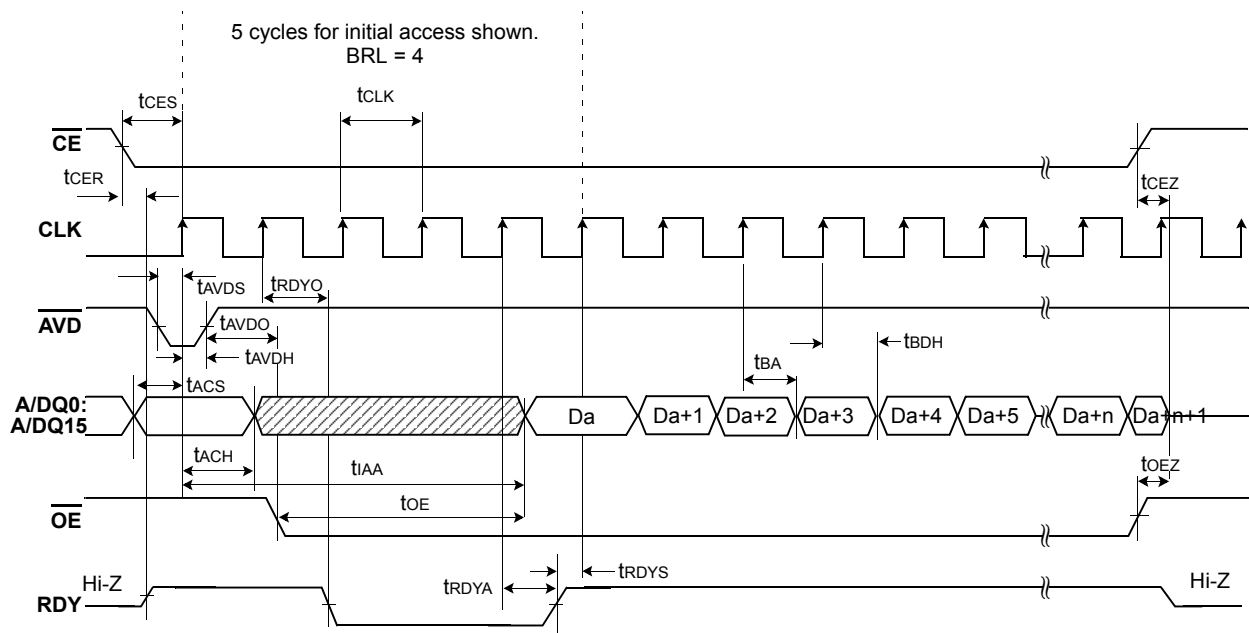 5 cycles for initial access shown.
BRL = 4
tCES
tCLK
CE
tCER
tCEZ
CLK
tAVDS
tRDYO
AVD
tAVDO
tBDH
tAVDH
tBA
tACS
A/DQ0:
A/DQ15
Da
Da+1
Da+2
Da+3
Da+4
Da+5
Da+n
Da+n+1
tACH
tIAA
tOEZ
OE
tOE
Hi-Z
tRDYA
tRDYS
Hi-Z
RDY